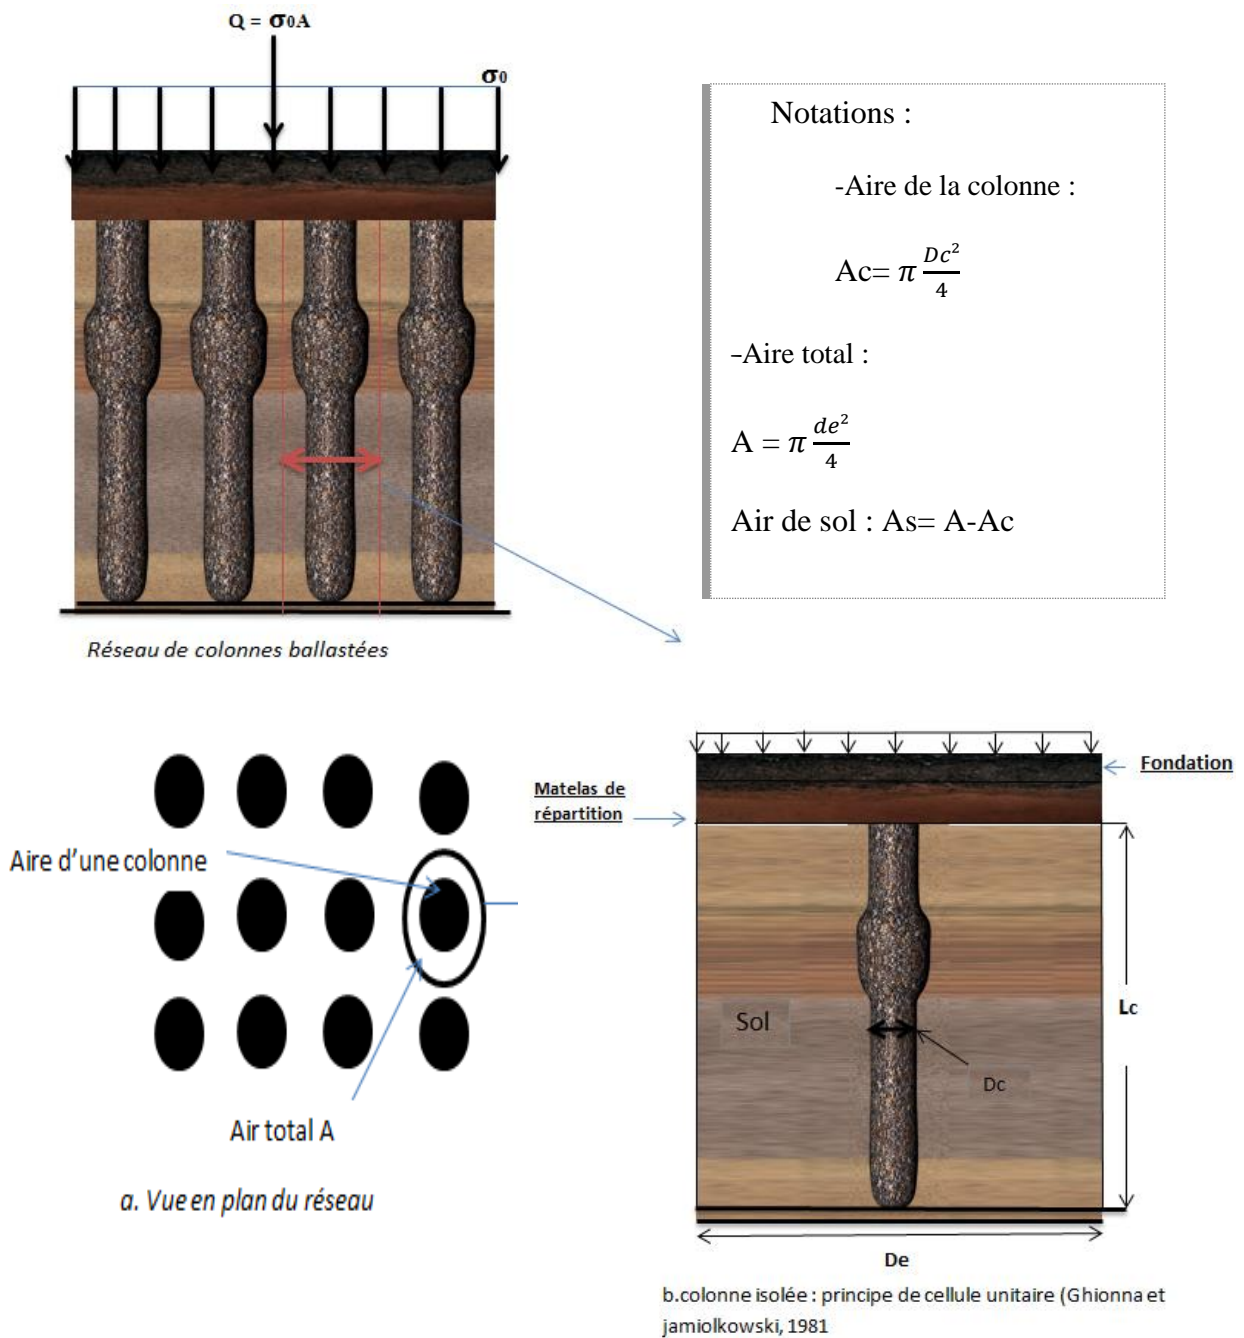 Q = σ0A
σ0
Réseau de colonnes ballastées
Notations :
-Aire de la colonne :
Ac= π Dc²/4
-Aire total :
A = π de²/4
Air de sol : As= A-Ac
Aire d'une colonne
Air total A
a. Vue en plan du réseau
Matelas de
répartition
Fondation
Sol
Dc
Lc
De
b.colonne isolée : principe de cellule unitaire (Ghionna et
jamiolkowski, 1981